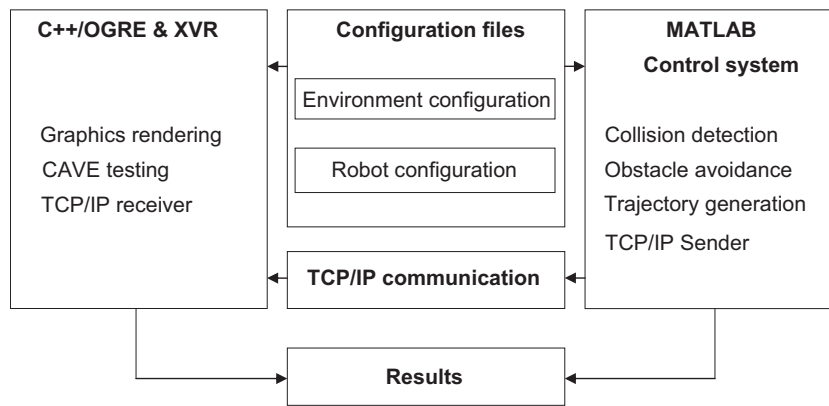 C++/OGRE & XVR
Graphics rendering
CAVE testing
TCP/IP receiver
Configuration files
Environment configuration
Robot configuration
TCP/IP communication
MATLAB
Control system
Collision detection
Obstacle avoidance
Trajectory generation
TCP/IP Sender
Results